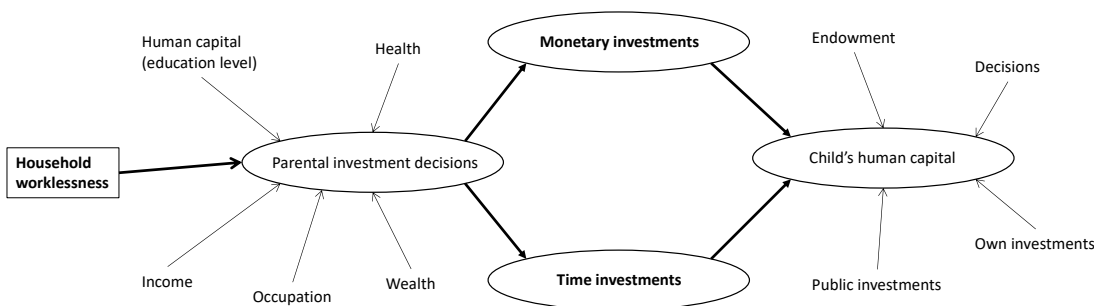 Human capital
(education level)
Health
Monetary investments
Endowment
Decisions
Household
worklessness
Parental investment decisions
Child's human capital
Income
Occupation
Wealth
Time investments
Public investments
Own investments